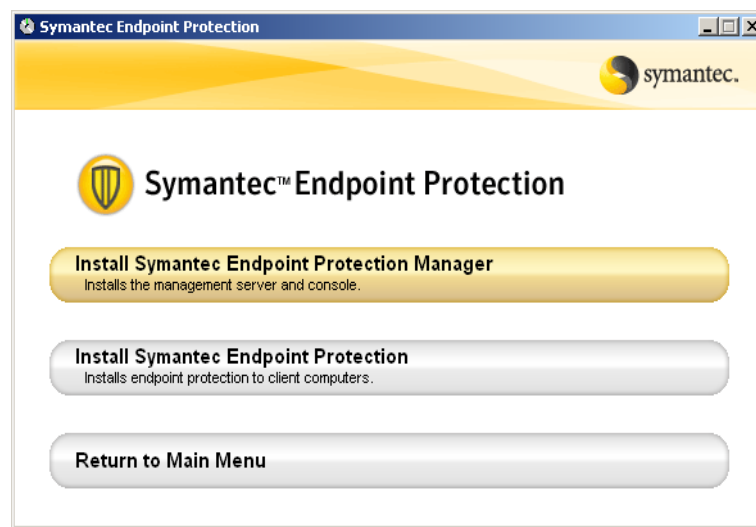 Symantec Endpoint Protection
symantec.
Symantec™ Endpoint Protection
Install Symantec Endpoint Protection Manager
Installs the management server and console.
Install Symantec Endpoint Protection
Installs endpoint protection to client computers.
Return to Main Menu